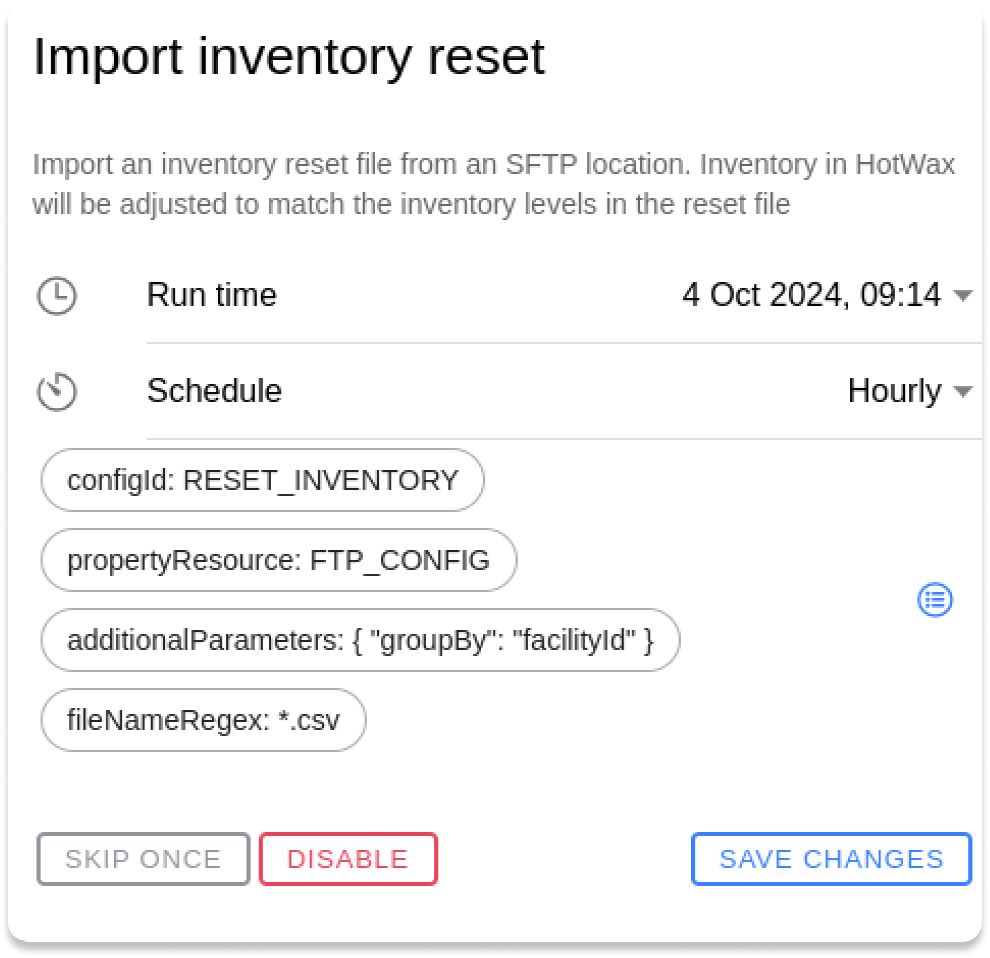 Import inventory reset
Import an inventory reset file from an SFTP location. Inventory in HotWax
will be adjusted to match the inventory levels in the reset file
Run time 4 Oct 2024, 09:14
Schedule Hourly
configId: RESET_INVENTORY
propertyResource: FTP_CONFIG
additionalParameters: { "groupBy": "facilityId" }
fileNameRegex: *.csv
SKIP ONCE DISABLE SAVE CHANGES